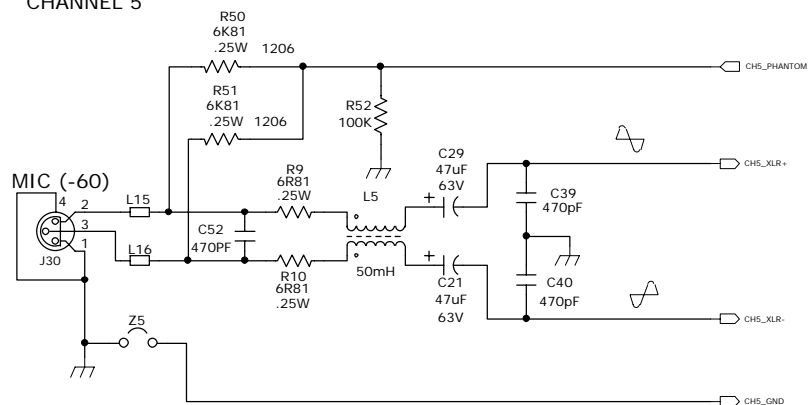 CHANNEL 5
R50
6K81
.25W 1206
R51
6K81
.25W 1206
R52
100K
CH5_PHANTOM
C29
47uF
63V
CH5_XLR+
MIC (-60)
4
2
3
1
J30
L15
L16
R9
6R81
.25W
C52
470PF
R10
6R81
.25W
L5
50mH
+
+
C21
47uF
63V
C39
470pF
C40
470pF
CH5_XLR-
Z5
CH5_GND